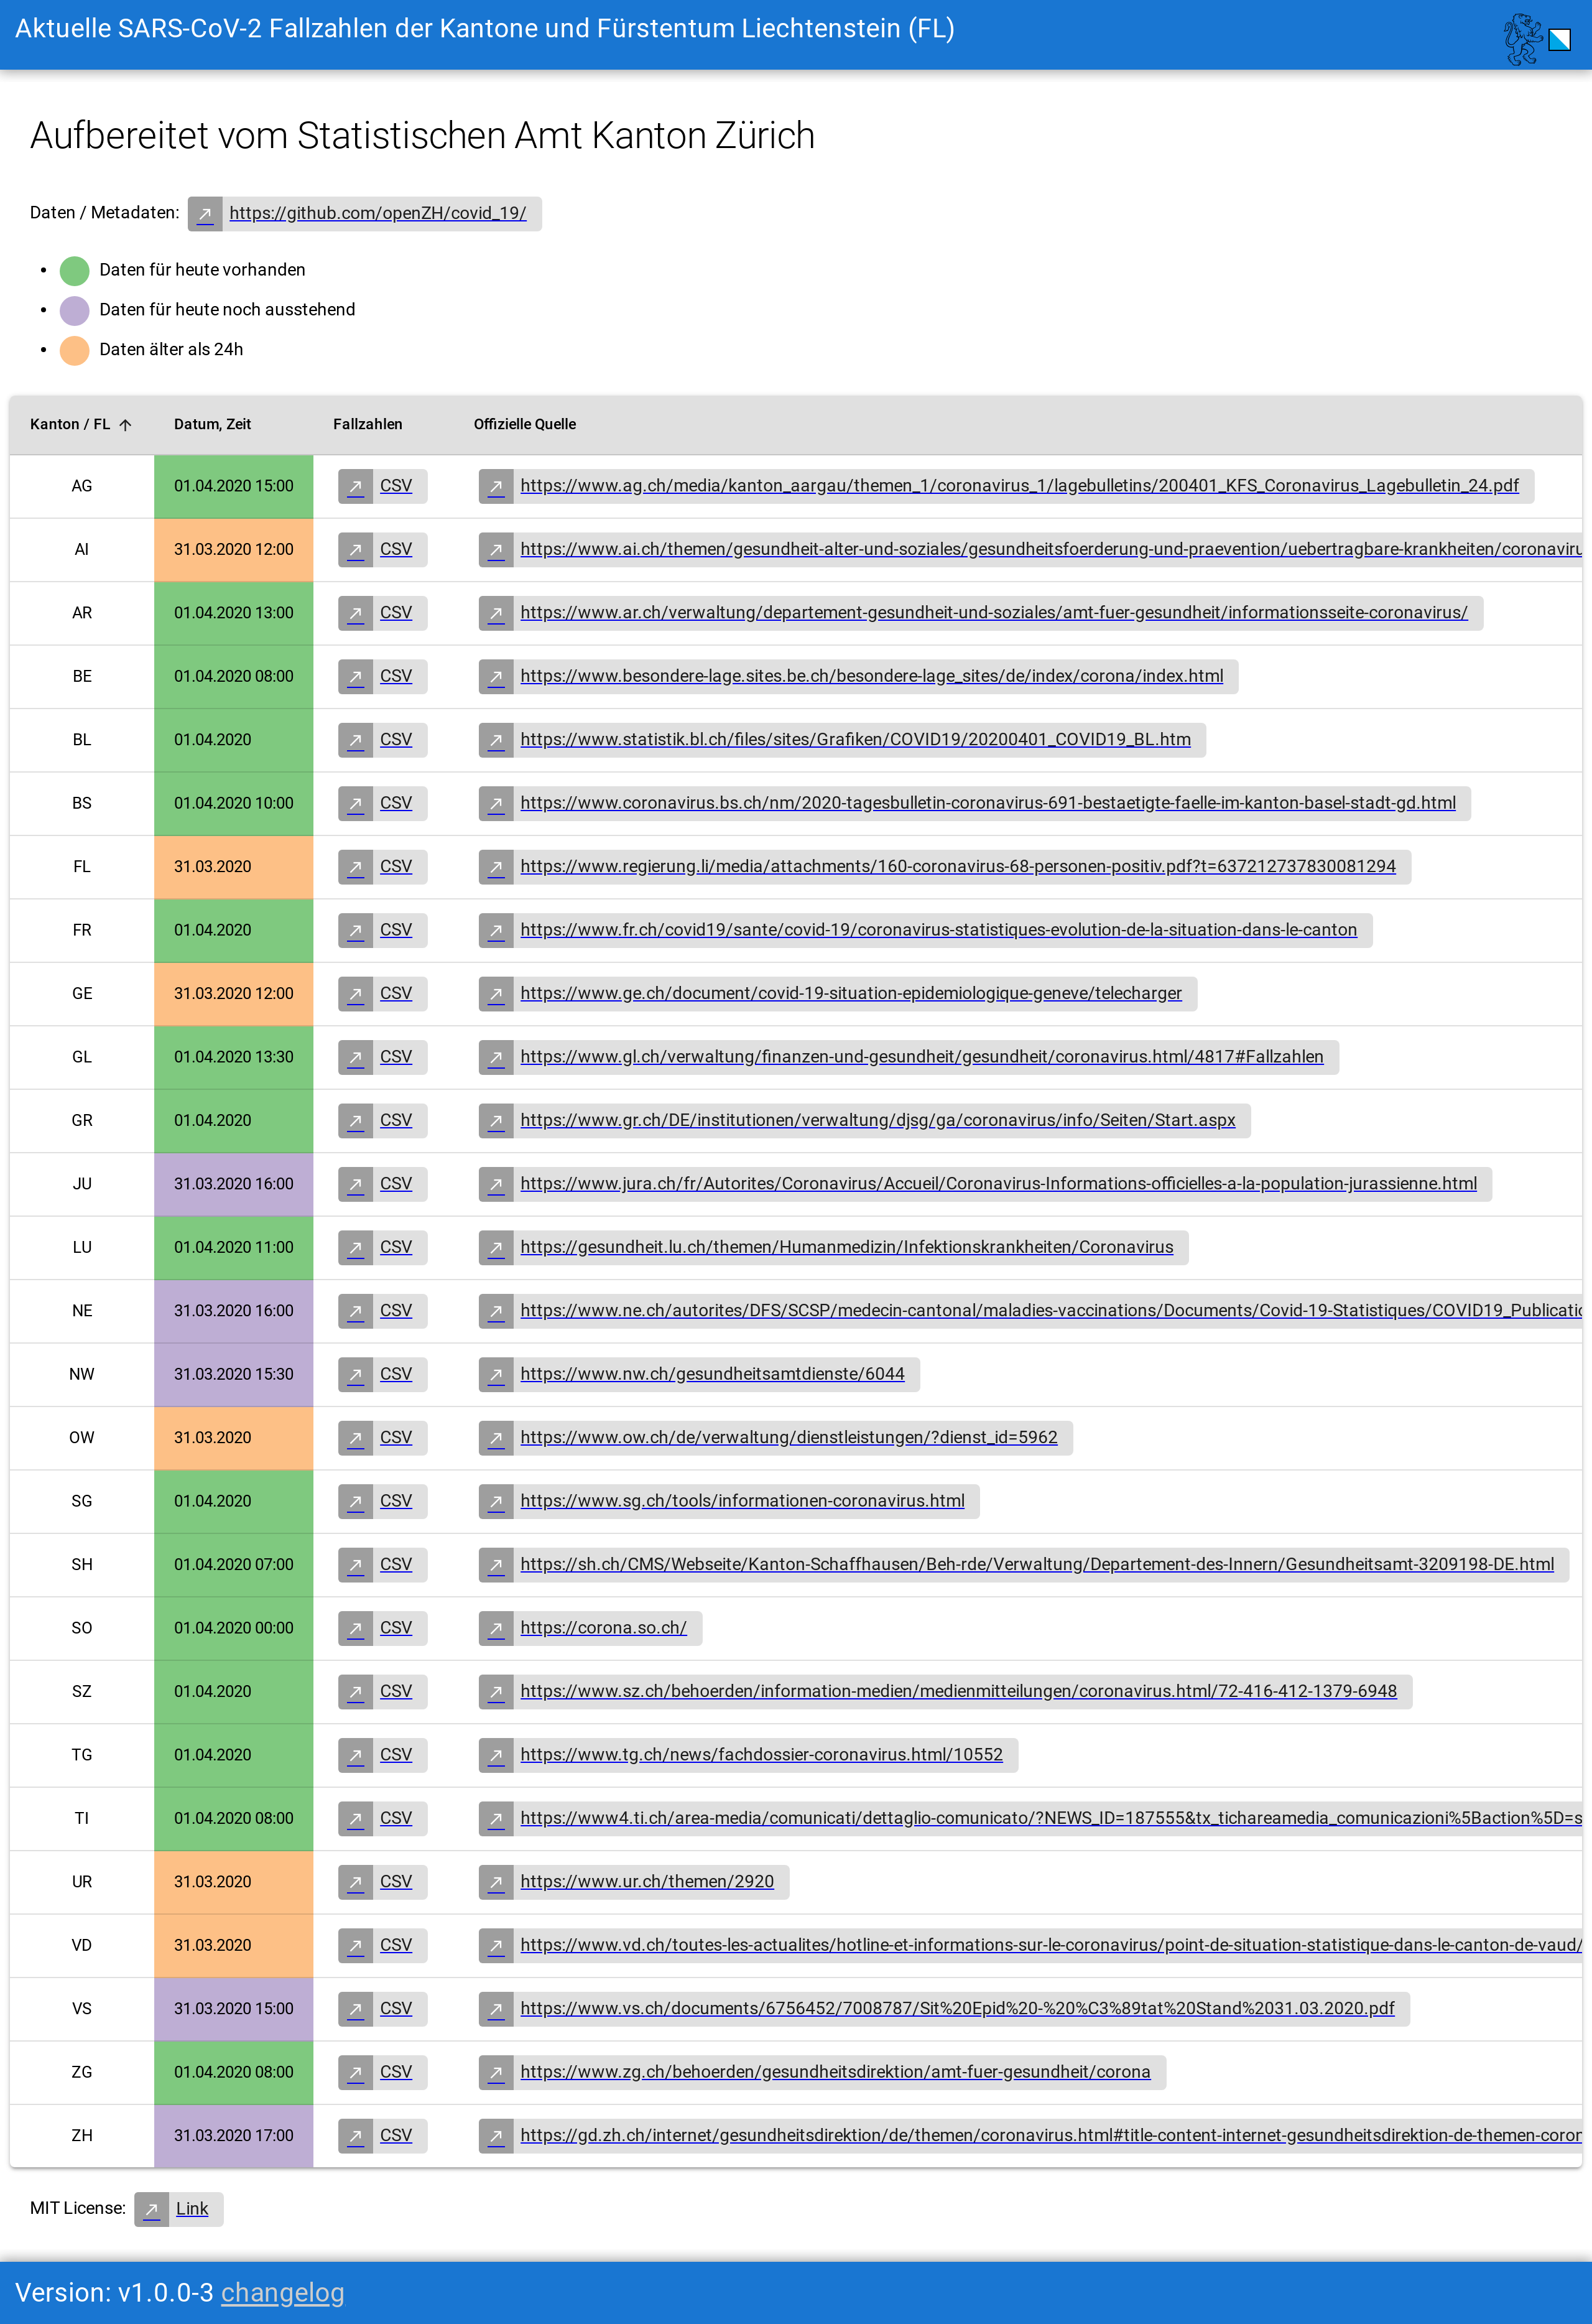 Aktuelle SARS-CoV-2 Fallzahlen der Kantone und Fürstentum Liechtenstein (FL)
Aufbereitet vom Statistischen Amt Kanton Zürich
Daten / Metadaten: https://github.com/openZH/covid_19/
Daten für heute vorhanden
Daten für heute noch ausstehend
Daten älter als 24h
Kanton / FL Datum, Zeit Fallzahlen Offizielle Quelle
AG 01.04.2020 15:00 CSV https://www.ag.ch/media/kanton_aargau/themen_1/coronavirus_1/lagebulletins/200401_KFS_Coronavirus_Lagebulletin_24.pdf
AI 31.03.2020 12:00 CSV https://www.ai.ch/themen/gesundheit-alter-und-soziales/gesundheitsfoerderung-und-praevention/uebertragbare-krankheiten/coronaviru
AR 01.04.2020 13:00 CSV https://www.ar.ch/verwaltung/departement-gesundheit-und-soziales/amt-fuer-gesundheit/informationsseite-coronavirus/
BE 01.04.2020 08:00 CSV https://www.besondere-lage.sites.be.ch/besondere-lage_sites/de/index/corona/index.html
BL 01.04.2020 CSV https://www.statistik.bl.ch/files/sites/Grafiken/COVID19/20200401_COVID19_BL.htm
BS 01.04.2020 10:00 CSV https://www.coronavirus.bs.ch/nm/2020-tagesbulletin-coronavirus-691-bestaetigte-faelle-im-kanton-basel-stadt-gd.html
FL 31.03.2020 CSV https://www.regierung.li/media/attachments/160-coronavirus-68-personen-positiv.pdf?t=637212737830081294
FR 01.04.2020 CSV https://www.fr.ch/covid19/sante/covid-19/coronavirus-statistiques-evolution-de-la-situation-dans-le-canton
GE 31.03.2020 12:00 CSV https://www.ge.ch/document/covid-19-situation-epidemiologique-geneve/telecharger
GL 01.04.2020 13:30 CSV https://www.gl.ch/verwaltung/finanzen-und-gesundheit/gesundheit/coronavirus.html/4817#Fallzahlen
GR 01.04.2020 CSV https://www.gr.ch/DE/institutionen/verwaltung/djsg/ga/coronavirus/info/Seiten/Start.aspx
JU 31.03.2020 16:00 CSV https://www.jura.ch/fr/Autorites/Coronavirus/Accueil/Coronavirus-Informations-officielles-a-la-population-jurassienne.html
LU 01.04.2020 11:00 CSV https://gesundheit.lu.ch/themen/Humanmedizin/Infektionskrankheiten/Coronavirus
NE 31.03.2020 16:00 CSV https://www.ne.ch/autorites/DFS/SCSP/medecin-cantonal/maladies-vaccinations/Documents/Covid-19-Statistiques/COVID19_Publicatio
NW 31.03.2020 15:30 CSV https://www.nw.ch/gesundheitsamtdienste/6044
OW 31.03.2020 CSV https://www.ow.ch/de/verwaltung/dienstleistungen/?dienst_id=5962
SG 01.04.2020 CSV https://www.sg.ch/tools/informationen-coronavirus.html
SH 01.04.2020 07:00 CSV https://sh.ch/CMS/Webseite/Kanton-Schaffhausen/Beh-rde/Verwaltung/Departement-des-Innern/Gesundheitsamt-3209198-DE.html
SO 01.04.2020 00:00 CSV https://corona.so.ch/
SZ 01.04.2020 CSV https://www.sz.ch/behoerden/information-medien/medienmitteilungen/coronavirus.html/72-416-412-1379-6948
TG 01.04.2020 CSV https://www.tg.ch/news/fachdossier-coronavirus.html/10552
TI 01.04.2020 08:00 CSV https://www4.ti.ch/area-media/comunicati/dettaglio-comunicato/?NEWS_ID=187555&tx_tichareamedia_comunicazioni%5Baction%5D=s
UR 31.03.2020 CSV https://www.ur.ch/themen/2920
VD 31.03.2020 CSV https://www.vd.ch/toutes-les-actualites/hotline-et-informations-sur-le-coronavirus/point-de-situation-statistique-dans-le-canton-de-vaud/
VS 31.03.2020 15:00 CSV https://www.vs.ch/documents/6756452/7008787/Sit%20Epid%20-%20%C3%89tat%20Stand%2031.03.2020.pdf
ZG 01.04.2020 08:00 CSV https://www.zg.ch/behoerden/gesundheitsdirektion/amt-fuer-gesundheit/corona
ZH 31.03.2020 17:00 CSV https://gd.zh.ch/internet/gesundheitsdirektion/de/themen/coronavirus.html#title-content-internet-gesundheitsdirektion-de-themen-coron
MIT License: Link
Version: v1.0.0-3 changelog